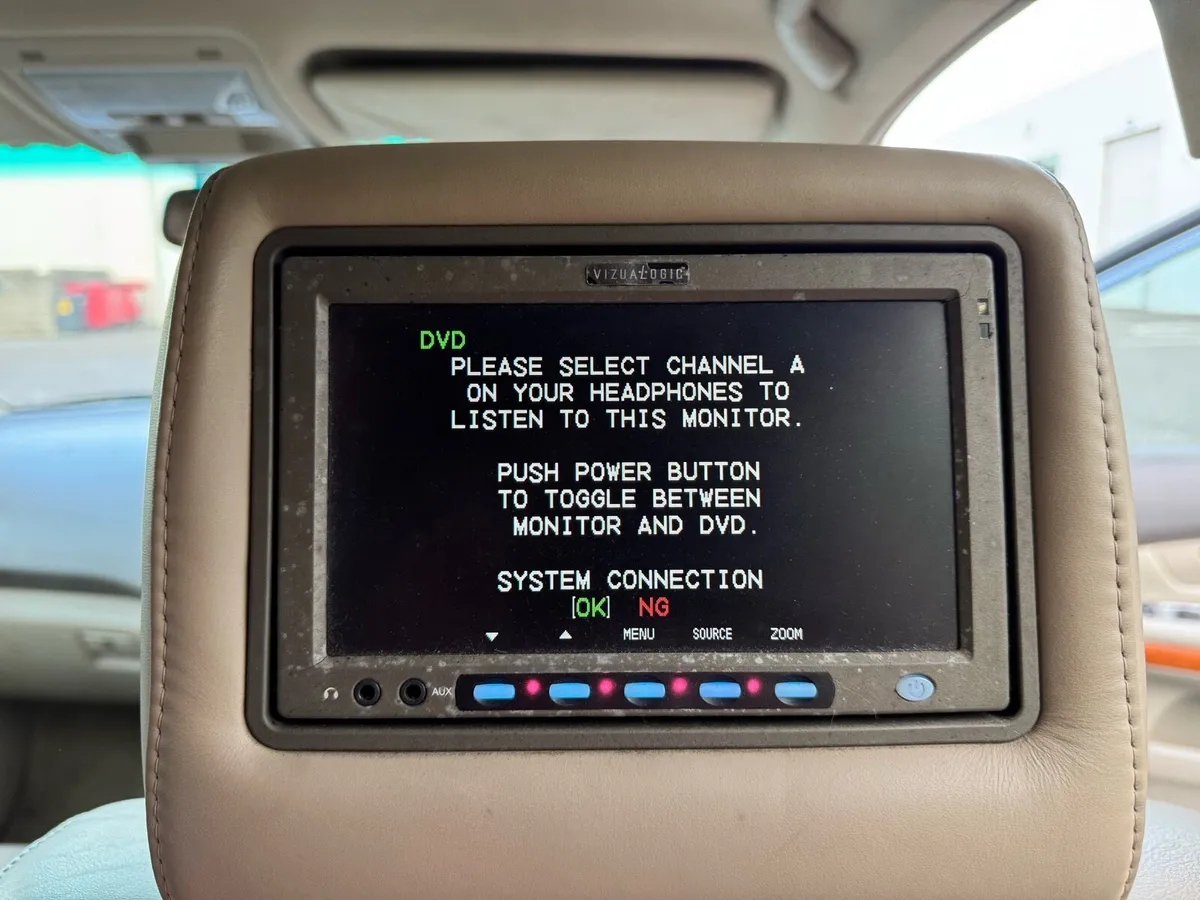 VIZUALOGIC
DVD
PLEASE SELECT CHANNEL A
ON YOUR HEADPHONES TO
LISTEN TO THIS MONITOR.
PUSH POWER BUTTON
TO TOGGLE BETWEEN
MONITOR AND DVD.
SYSTEM CONNECTION
[OK] NG
▼ ▲ MENU SOURCE ZOOM
AUX